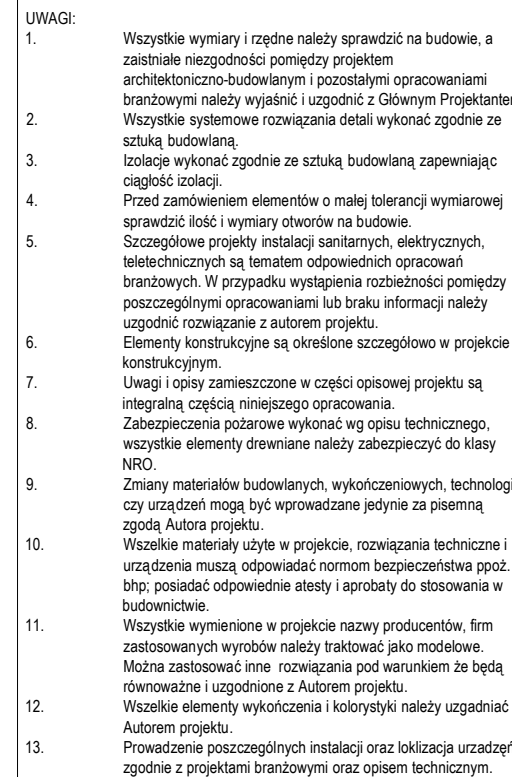 UWAGI:
1. Wszystkie wymiary i rzędne należy sprawdzić na budowie, a
zaistniałe niezgodności pomiędzy projektem
architektoniczno-budowlanym i pozostałymi opracowaniami
branżowymi należy wyjaśnić i uzgodnić z Głównym Projektantem
2. Wszystkie systemowe rozwiązania detali wykonać zgodnie ze
sztuką budowlaną.
3. Izolacje wykonać zgodnie ze sztuką budowlaną zapewniając
ciągłość izolacji.
4. Przed zamówieniem elementów o małej tolerancji wymiarowej
sprawdzić ilość i wymiary otworów na budowie.
5. Szczegółowe projekty instalacji sanitarnych, elektrycznych,
teletechnicznych są tematem odpowiednich opracowań
branżowych. W przypadku wystąpienia rozbieżności pomiędzy
poszczególnymi opracowaniami lub braku informacji należy
uzgodnić rozwiązanie z autorem projektu.
6. Elementy konstrukcyjne są określone szczegółowo w projekcie
konstrukcyjnym.
7. Uwagi i opisy zamieszczone w części opisowej projektu są
integralną częścią niniejszego opracowania.
8. Zabezpieczenia pożarowe wykonać wg opisu technicznego,
wszystkie elementy drewniane należy zabezpieczyć do klasy
NRO.
9. Zmiany materiałów budowlanych, wykończeniowych, technologi
czy urządzeń mogą być wprowadzane jedynie za pisemną
zgodą Autora projektu.
10. Wszelkie materiały użyte w projekcie, rozwiązania techniczne i
urządzenia muszą odpowiadać normom bezpieczeństwa ppoż.
bhp; posiadać odpowiednie atesty i aprobaty do stosowania w
budownictwie.
11. Wszystkie wymienione w projekcie nazwy producentów, firm
zastosowanych wyrobów należy traktować jako modelowe.
Można zastosować inne rozwiązania pod warunkiem że będą
równoważne i uzgodnione z Autorem projektu.
12. Wszelkie elementy wykończenia i kolorystyki należy uzgadniać
Autorem projektu.
13. Prowadzenie poszczególnych instalacji oraz loklizacja urzadzeń
zgodnie z projektami branżowymi oraz opisem technicznym.